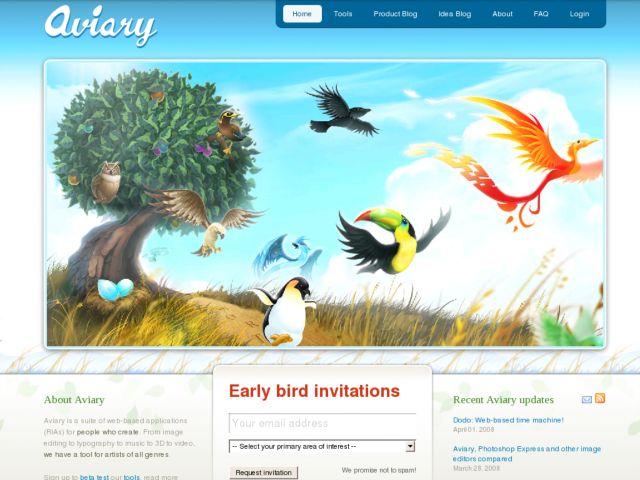 Aviary
Home Tools Product Blog Idea Blog About FAQ Login
About Aviary
Aviary is a suite of web-based applications
(RIAs) for people who create. From image
editing to typography to music to 3D to video,
we have a tool for artists of all genres.
Sign up to beta test our tools, read more
Early bird invitations
Your email address
-- Select your primary area of interest --
Request invitation
We promise not to spam!
Recent Aviary updates
Dodo: Web-based time machine!
April 01, 2008
Aviary, Photoshop Express and other image
editors compared
March 28, 2008